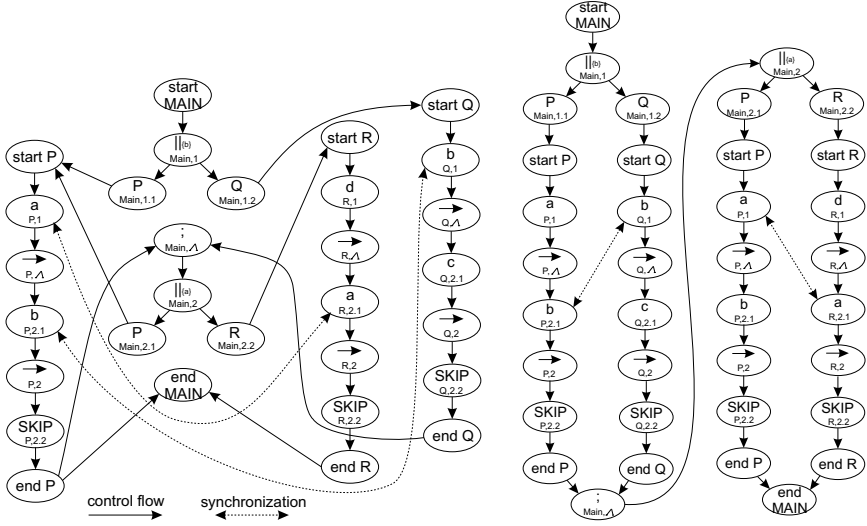 start
MAIN
||(b)
Main,1
P
Main,1.1
Q
Main,1.2
start P
a
P,1
→
P,Λ
b
P,2.1
→
P,2
SKIP
P,2.2
end P
;
Main,Λ
||(a)
Main,2
P
Main,2.1
R
Main,2.2
end
MAIN
start R
d
R,1
→
R,Λ
a
R,2.1
→
R,2
SKIP
R,2.2
end R
start Q
b
Q,1
→
Q,Λ
c
Q,2.1
→
Q,2
SKIP
Q,2.2
end Q
control flow
synchronization
start
MAIN
||(b)
Main,1
P
Main,1.1
Q
Main,1.2
start P
a
P,1
→
P,Λ
b
P,2.1
→
P,2
SKIP
P,2.2
end P
start Q
b
Q,1
→
Q,Λ
c
Q,2.1
→
Q,2
SKIP
Q,2.2
end Q
;
Main,Λ
||(a)
Main,2
P
Main,2.1
R
Main,2.2
start P
a
P,1
→
P,Λ
b
P,2.1
→
P,2
SKIP
P,2.2
end P
start R
d
R,1
→
R,Λ
a
R,2.1
→
R,2
SKIP
R,2.2
end R
end
MAIN